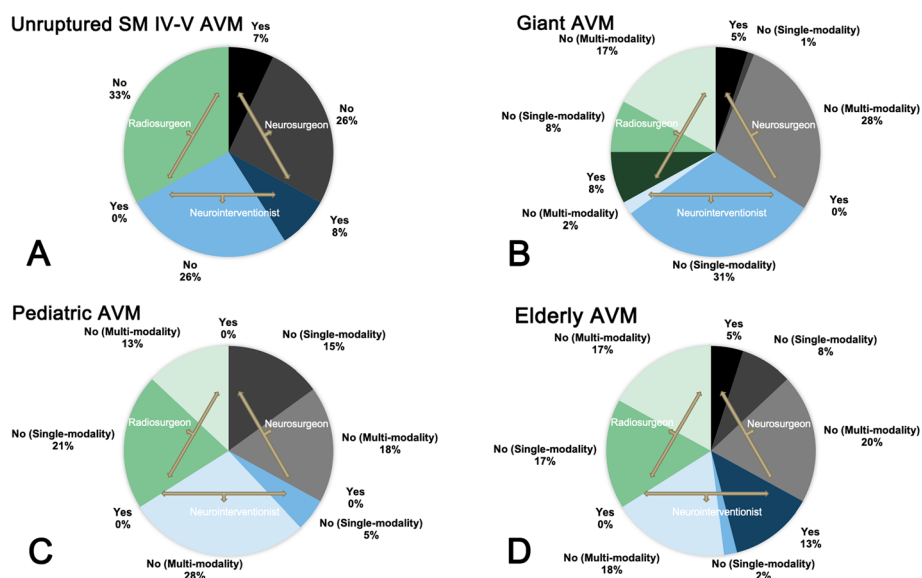 Unruptured SM IV-V AVM
Yes
7%
No
33%
Radiosurgeon
Neurosurgeon
No
26%
Yes
0%
Neurointerventionist
Yes
8%
No
26%
A
Giant AVM
Yes
5%
No (Single-modality)
1%
No (Multi-modality)
17%
No (Single-modality)
8%
Radiosurgeon
Neurosurgeon
No (Multi-modality)
28%
Yes
8%
Yes
0%
No (Multi-modality)
2%
Neurointerventionist
No (Single-modality)
31%
B
Pediatric AVM
Yes
0%
No (Multi-modality)
13%
No (Single-modality)
15%
Radiosurgeon
Neurosurgeon
No (Single-modality)
21%
No (Multi-modality)
18%
Yes
0%
Neurointerventionist
Yes
0%
No (Single-modality)
5%
No (Multi-modality)
28%
C
Elderly AVM
Yes
5%
No (Multi-modality)
17%
No (Single-modality)
8%
Radiosurgeon
Neurosurgeon
No (Multi-modality)
20%
No (Single-modality)
17%
Yes
0%
Neurointerventionist
Yes
13%
No (Multi-modality)
18%
No (Single-modality)
2%
D